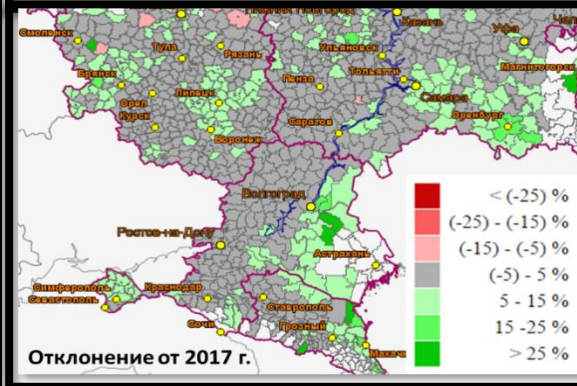 Казань
Смоленск
Уфа
Тула
Рязань
Ульяновск
Тольятти
Магнитогорск
Брянск
Пенза
Самара
Орел
Липецк
Курск
Оренбург
Саратов
Воронеж
Волгоград
Ростов-на-Дону
Астрахань
Симферополь
Севастополь
Краснодар
Ставрополь
Сочи
Грозный
Махачк
< (-25) %
(-25) - (-15) %
(-15) - (-5) %
(-5) - 5 %
5 - 15 %
15 -25 %
> 25 %
Отклонение от 2017 г.